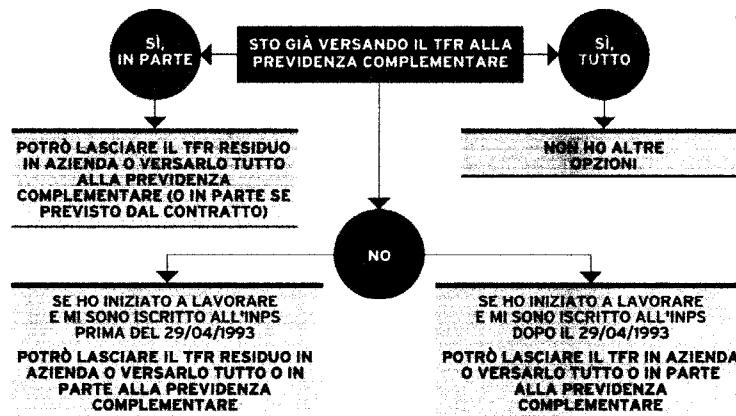 SÌ,
IN PARTE
STO GIÀ VERSANDO IL TFR ALLA
PREVIDENZA COMPLEMENTARE
SÌ,
TUTTO
POTRÒ LASCIARE IL TFR RESIDUO
IN AZIENDA O VERSARLO TUTTO
ALLA PREVIDENZA
COMPLEMENTARE (O IN PARTE SE
PREVISTO DAL CONTRATTO)
NON HO ALTRE
OPZIONI
NO
SE HO INIZIATO A LAVORARE
E MI SONO ISCRITTO ALL'INPS
PRIMA DEL 29/04/1993
POTRÒ LASCIARE IL TFR RESIDUO IN
AZIENDA O VERSARLO TUTTO O IN
PARTE ALLA PREVIDENZA
COMPLEMENTARE
SE HO INIZIATO A LAVORARE
E MI SONO ISCRITTO ALL'INPS
DOPO IL 29/04/1993
POTRÒ LASCIARE IL TFR IN AZIENDA
O VERSARLO TUTTO O IN PARTE
ALLA PREVIDENZA
COMPLEMENTARE